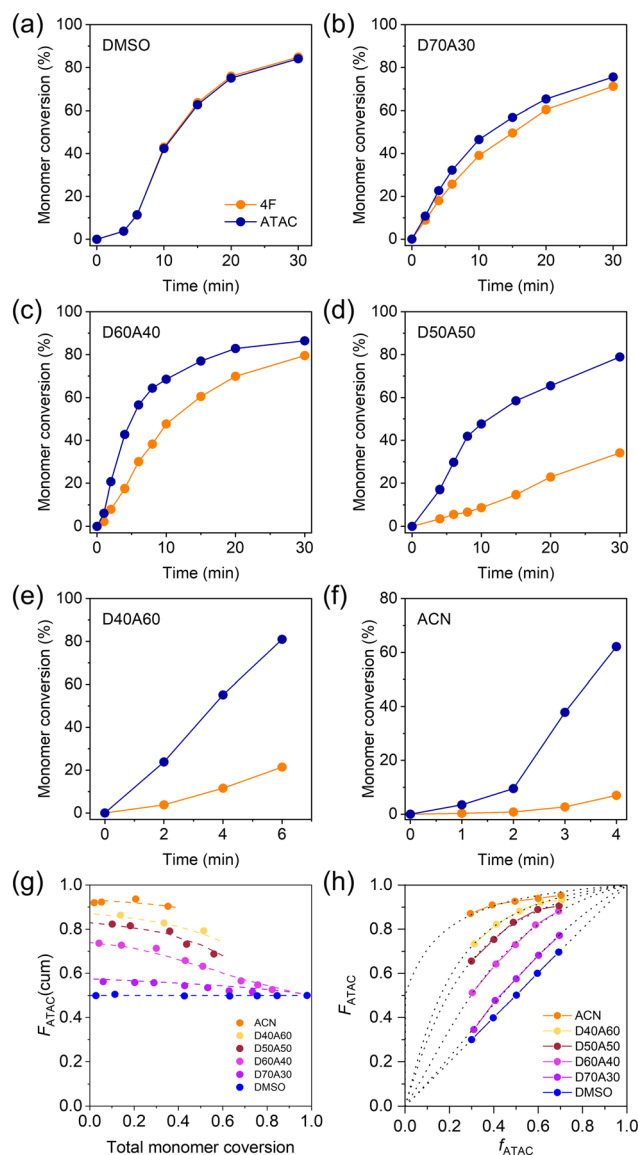 (a)
DMSO
Monomer conversion (%)
100
80
60
40
20
0
4F
ATAC
0
10
20
30
Time (min)
(b)
D70A30
Monomer conversion (%)
100
80
60
40
20
0
0
10
20
30
Time (min)
(c)
D60A40
Monomer conversion (%)
100
80
60
40
20
0
0
10
20
30
Time (min)
(d)
D50A50
Monomer conversion (%)
100
80
60
40
20
0
0
10
20
30
Time (min)
(e)
D40A60
Monomer conversion (%)
100
80
60
40
20
0
0
2
4
6
Time (min)
(f)
ACN
Monomer conversion (%)
80
60
40
20
0
0
1
2
3
4
Time (min)
(g)
F_ATAC(cum)
1.0
0.8
0.6
0.4
0.2
0.0
ACN
D40A60
D50A50
D60A40
D70A30
DMSO
0.0
0.2
0.4
0.6
0.8
1.0
Total monomer coversion
(h)
F_ATAC
1.0
0.8
0.6
0.4
0.2
0.0
ACN
D40A60
D50A50
D60A40
D70A30
DMSO
0.0
0.2
0.4
0.6
0.8
1.0
f_ATAC